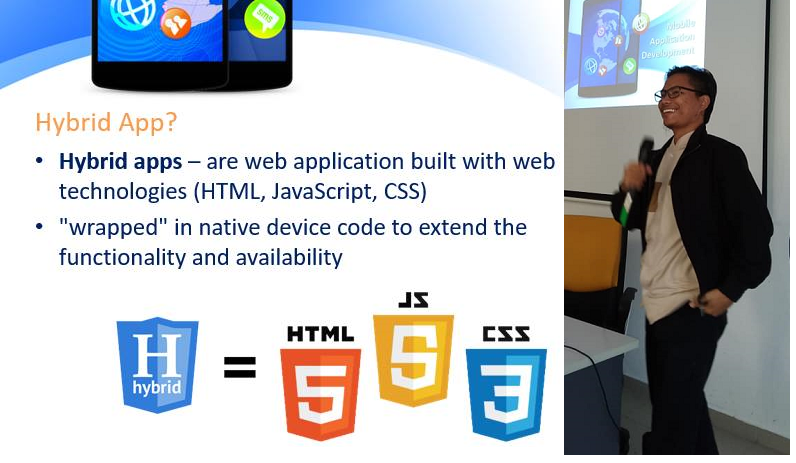 sms
Hybrid App?
• Hybrid apps – are web application built with web
technologies (HTML, JavaScript, CSS)
• "wrapped" in native device code to extend the
functionality and availability
H
hybrid
=
HTML
5
JS
5
CSS
3
Mobile
Application
Development